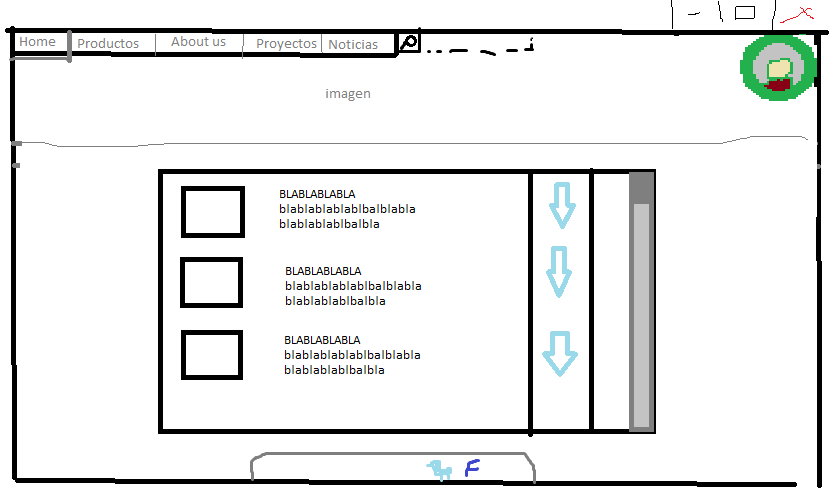 Home Productos About us Proyectos Noticias
imagen
BLABLABLABLA
blablablablablbalblabla
blablablablbalbla
BLABLABLABLA
blablablablablbalblabla
blablablablbalbla
BLABLABLABLA
blablablablablbalblabla
blablablablbalbla
F